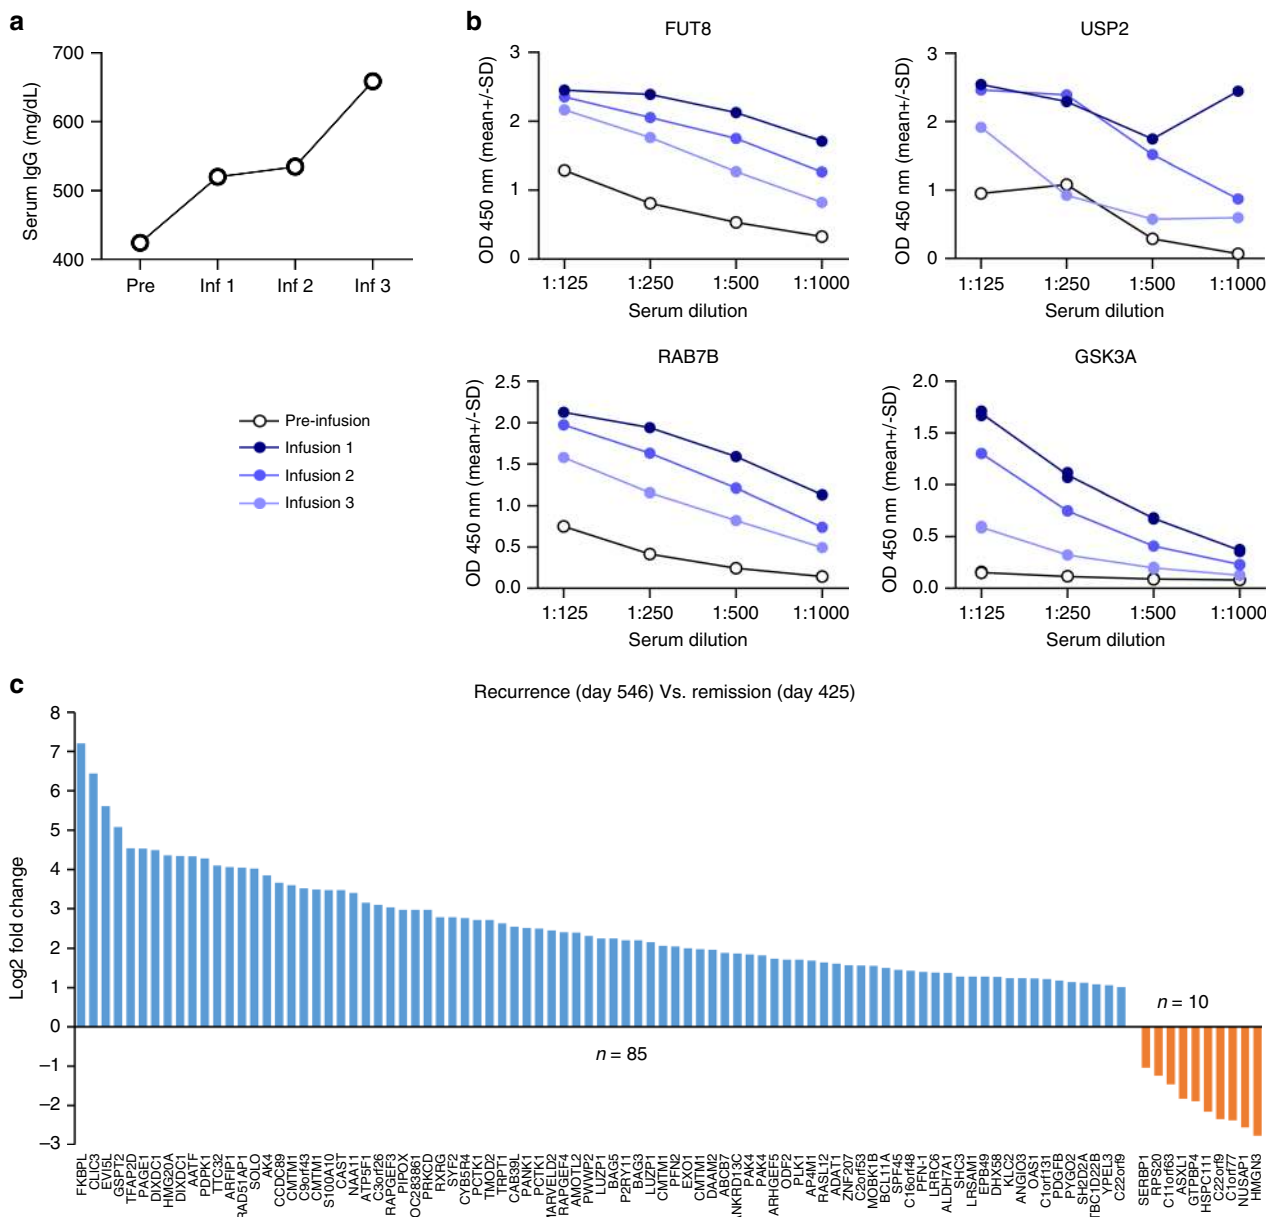 a
700
600
500
400
Serum IgG (mg/dL)
Pre
Inf 1
Inf 2
Inf 3
b
FUT8
3
2
1
0
OD 450 nm (mean+/-SD)
1:125
1:250
1:500
1:1000
Serum dilution
USP2
3
2
1
0
OD 450 nm (mean+/-SD)
1:125
1:250
1:500
1:1000
Serum dilution
Pre-infusion
Infusion 1
Infusion 2
Infusion 3
RAB7B
2.5
2.0
1.5
1.0
0.5
0.0
OD 450 nm (mean+/-SD)
1:125
1:250
1:500
1:1000
Serum dilution
GSK3A
2.0
1.5
1.0
0.5
0.0
OD 450 nm (mean+/-SD)
1:125
1:250
1:500
1:1000
Serum dilution
c
Recurrence (day 546) Vs. remission (day 425)
8
7
6
5
4
3
2
1
0
−1
−2
−3
Log2 fold change
n = 85
n = 10
FKBPL
CLIC3
EVI5L
GSPT2
TFAP2D
PAGE1
DIXDC1
HMG20A
DIXDC1
AATF
PDPK1
TTC32
ARFIP1
RAD51AP1
SOLO
AK4
CCDC89
CMTM1
C9orf43
CMTM1
S100A10
CAST
NAA11
ATP5F1
C3orf26
RAPGEF3
PIPOX
LOC283861
PRKCD
RXRG
SYF2
CYB5R4
PCTK1
TMOD2
TRPT1
CAB39L
PANK1
PCTK1
MARVELD2
RAPGEF4
AMOTL2
PWWP2
LUZP1
BAG5
P2RY11
BAG3
LUZP1
CMTM1
PFN2
EXO1
CMTM1
DAAM2
ABCB7
ANKRD13C
PAK4
PAK4
ARHGEF5
ODF2
PLK1
AP4M1
RASL12
ADAT1
ZNF207
C2orf53
MOBK1B
BCL11A
SPF45
C16orf48
PFN-1
LRRC6
ALDH7A1
SHC3
LRSAM1
EPB49
DHX58
KLC2
ANGIO3
OAS1
C1orf131
PDGFB
PYGO2
SH2D2A
TBC1D22B
YPEL3
C22orf9
SERBP1
RPS20
C11orf63
ASXL1
GTPBP4
HSPC111
C22orf9
C1orf77
NUSAP1
HMGN3